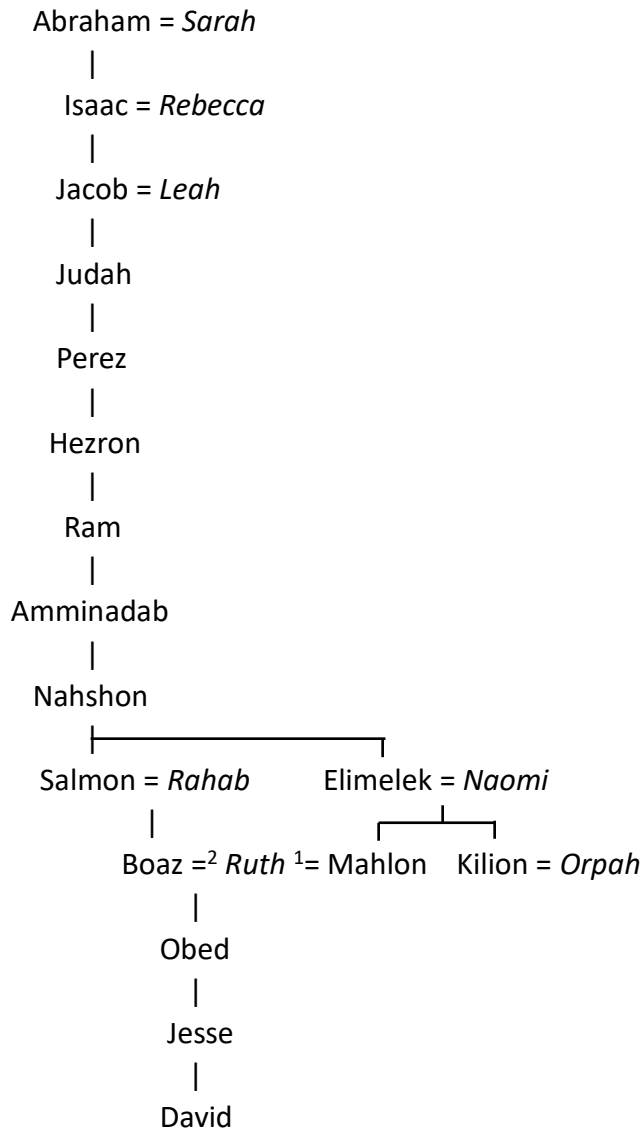 Abraham = Sarah
|
Isaac = Rebecca
|
Jacob = Leah
|
Judah
|
Perez
|
Hezron
|
Ram
|
Amminadab
|
Nahshon
Salmon = Rahab Elimelek = Naomi
|
Boaz =² Ruth ¹= Mahlon Kilion = Orpah
|
Obed
|
Jesse
|
David